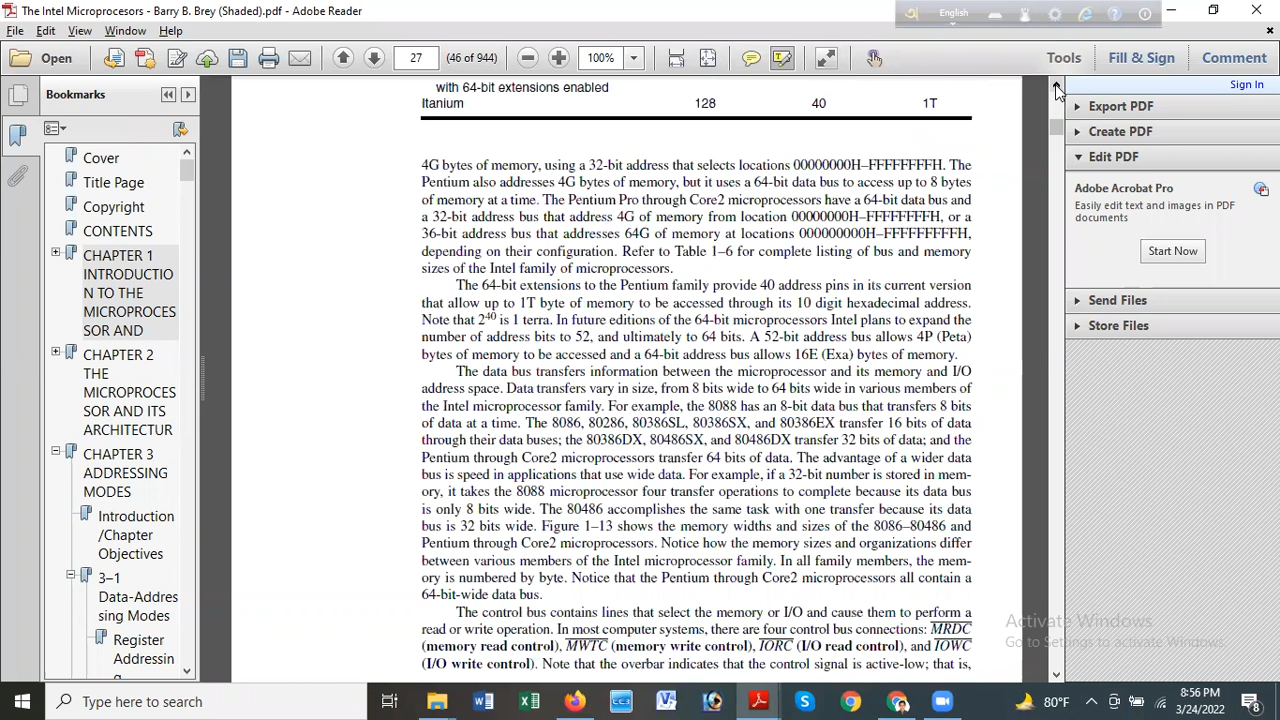 The Intel Microprocesors - Barry B. Brey (Shaded).pdf - Adobe Reader
English
File Edit View Window Help
Open 27 (46 of 944) 100% Tools Fill & Sign Comment
Bookmarks
Cover
Title Page
Copyright
CONTENTS
CHAPTER 1
INTRODUCTIO
N TO THE
MICROPROCES
SOR AND
CHAPTER 2
THE
MICROPROCES
SOR AND ITS
ARCHITECTUR
CHAPTER 3
ADDRESSING
MODES
Introduction
/Chapter
Objectives
3–1
Data-Addres
sing Modes
Register
Addressin
g
with 64-bit extensions enabled
Itanium 128 40 1T
4G bytes of memory, using a 32-bit address that selects locations 00000000H–FFFFFFFFH. The
Pentium also addresses 4G bytes of memory, but it uses a 64-bit data bus to access up to 8 bytes
of memory at a time. The Pentium Pro through Core2 microprocessors have a 64-bit data bus and
a 32-bit address bus that address 4G of memory from location 00000000H–FFFFFFFFH, or a
36-bit address bus that addresses 64G of memory at locations 000000000H–FFFFFFFFFH,
depending on their configuration. Refer to Table 1–6 for complete listing of bus and memory
sizes of the Intel family of microprocessors.
The 64-bit extensions to the Pentium family provide 40 address pins in its current version
that allow up to 1T byte of memory to be accessed through its 10 digit hexadecimal address.
Note that 2⁴⁰ is 1 terra. In future editions of the 64-bit microprocessors Intel plans to expand the
number of address bits to 52, and ultimately to 64 bits. A 52-bit address bus allows 4P (Peta)
bytes of memory to be accessed and a 64-bit address bus allows 16E (Exa) bytes of memory.
The data bus transfers information between the microprocessor and its memory and I/O
address space. Data transfers vary in size, from 8 bits wide to 64 bits wide in various members of
the Intel microprocessor family. For example, the 8088 has an 8-bit data bus that transfers 8 bits
of data at a time. The 8086, 80286, 80386SL, 80386SX, and 80386EX transfer 16 bits of data
through their data buses; the 80386DX, 80486SX, and 80486DX transfer 32 bits of data; and the
Pentium through Core2 microprocessors transfer 64 bits of data. The advantage of a wider data
bus is speed in applications that use wide data. For example, if a 32-bit number is stored in mem-
ory, it takes the 8088 microprocessor four transfer operations to complete because its data bus
is only 8 bits wide. The 80486 accomplishes the same task with one transfer because its data
bus is 32 bits wide. Figure 1–13 shows the memory widths and sizes of the 8086–80486 and
Pentium through Core2 microprocessors. Notice how the memory sizes and organizations differ
between various members of the Intel microprocessor family. In all family members, the mem-
ory is numbered by byte. Notice that the Pentium through Core2 microprocessors all contain a
64-bit-wide data bus.
The control bus contains lines that select the memory or I/O and cause them to perform a
read or write operation. In most computer systems, there are four control bus connections: MRDC
(memory read control), MWTC (memory write control), IORC (I/O read control), and IOWC
(I/O write control). Note that the overbar indicates that the control signal is active-low; that is,
Sign In
Export PDF
Create PDF
Edit PDF
Adobe Acrobat Pro
Easily edit text and images in PDF
documents
Start Now
Send Files
Store Files
Activate Windows
Go to Settings to activate Windows.
Type here to search
CC3
80°F
8:56 PM
3/24/2022
8